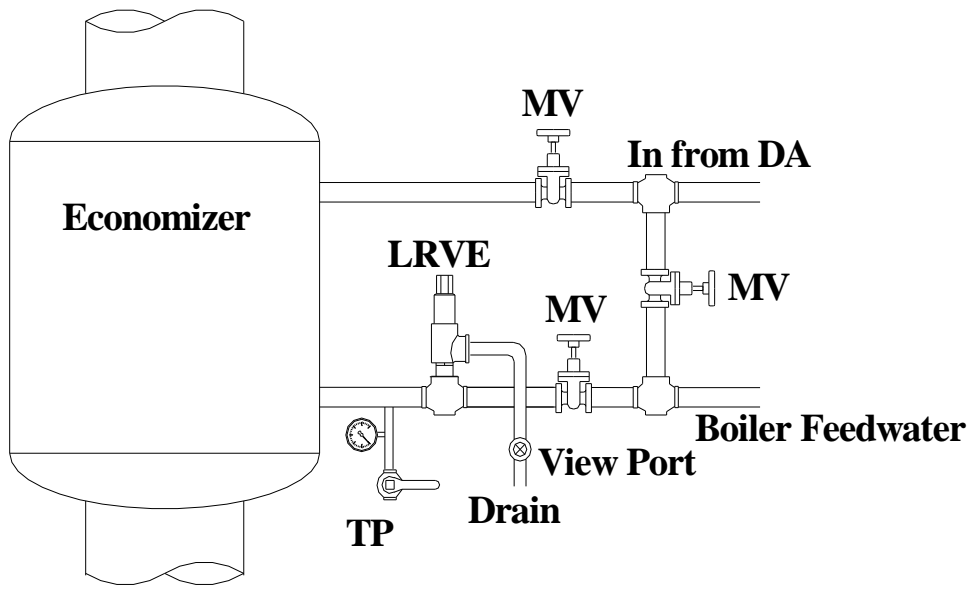 MV
In from DA
Economizer
LRVE
MV
MV
Boiler Feedwater
View Port
Drain
TP